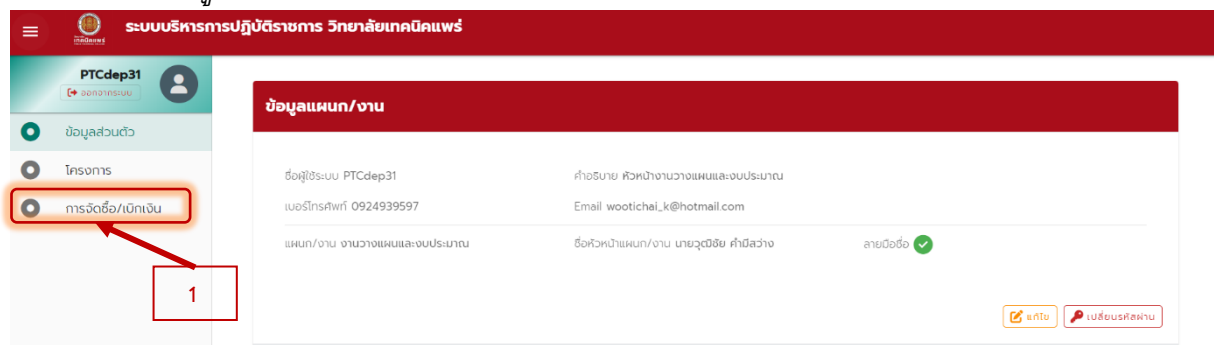 ระบบบริหารการปฏิบัติราชการ วิทยาลัยเทคนิคแพร่
PTCdep31
ออกจากระบบ
ข้อมูลส่วนตัว
โครงการ
การจัดซื้อ/เบิกเงิน
1
ข้อมูลแผนก/งาน
ชื่อผู้ใช้ระบบ PTCdep31 คำอธิบาย หัวหน้างานวางแผนและงบประมาณ
เบอร์โทรศัพท์ 0924939597 Email wootichai_k@hotmail.com
แผนก/งาน งานวางแผนและงบประมาณ ชื่อหัวหน้าแผนก/งาน นายวุฒิชัย คำมีสว่าง ลายมือชื่อ
แก้ไข เปลี่ยนรหัสผ่าน